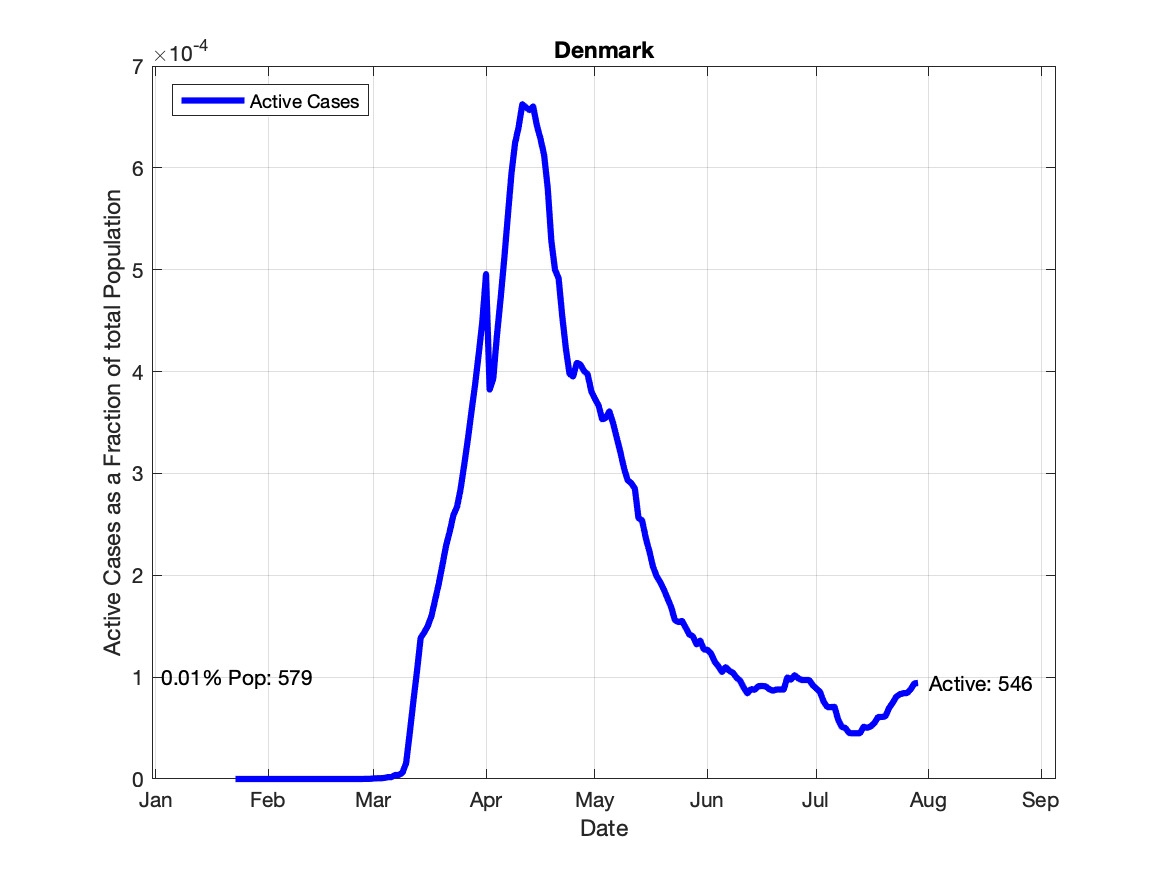 Denmark
×10-4
Active Cases
7
6
5
4
3
2
1
0
Active Cases as a Fraction of total Population
0.01% Pop: 579
Active: 546
Jan Feb Mar Apr May Jun Jul Aug Sep
Date